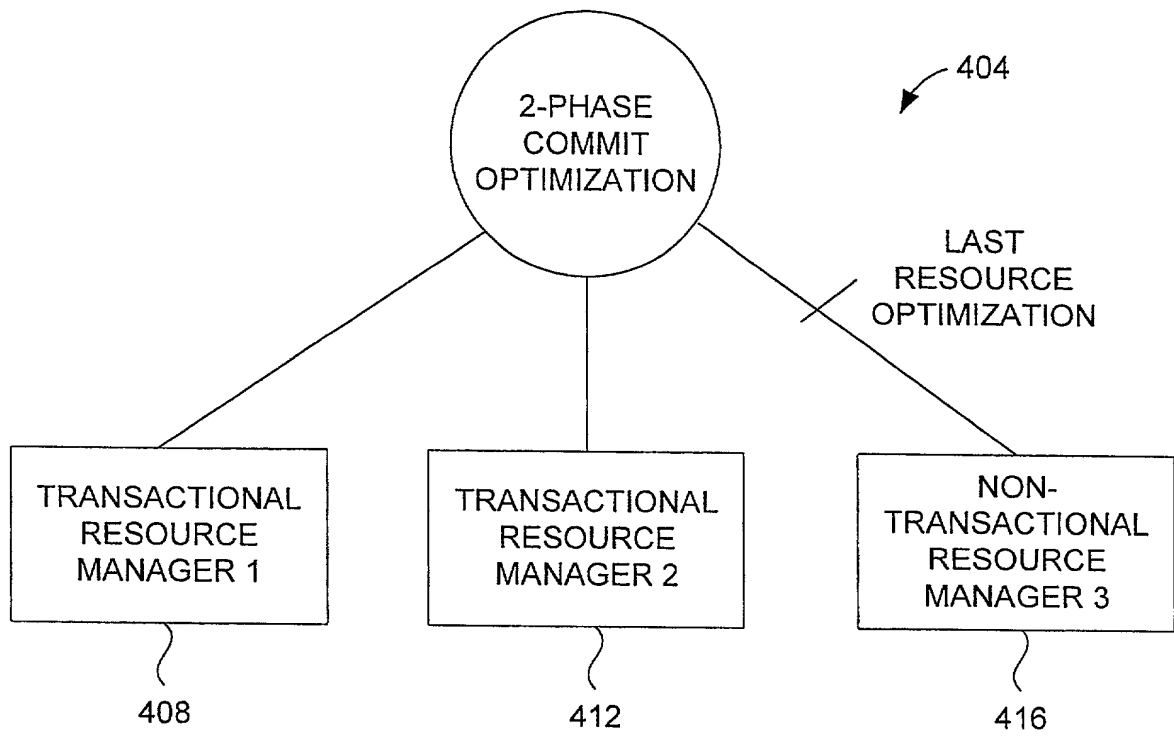 404
2-PHASE
COMMIT
OPTIMIZATION
LAST
RESOURCE
OPTIMIZATION
TRANSACTIONAL
RESOURCE
MANAGER 1
TRANSACTIONAL
RESOURCE
MANAGER 2
NON-
TRANSACTIONAL
RESOURCE
MANAGER 3
408
412
416